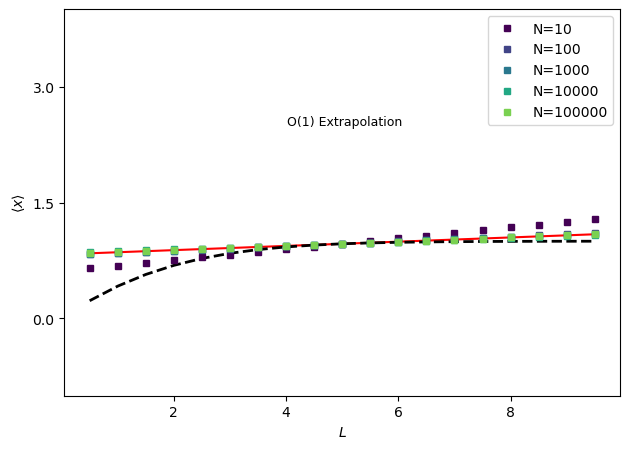 N=10
N=100
N=1000
N=10000
N=100000
O(1) Extrapolation
3.0
1.5
0.0
⟨x⟩
2
4
6
8
L